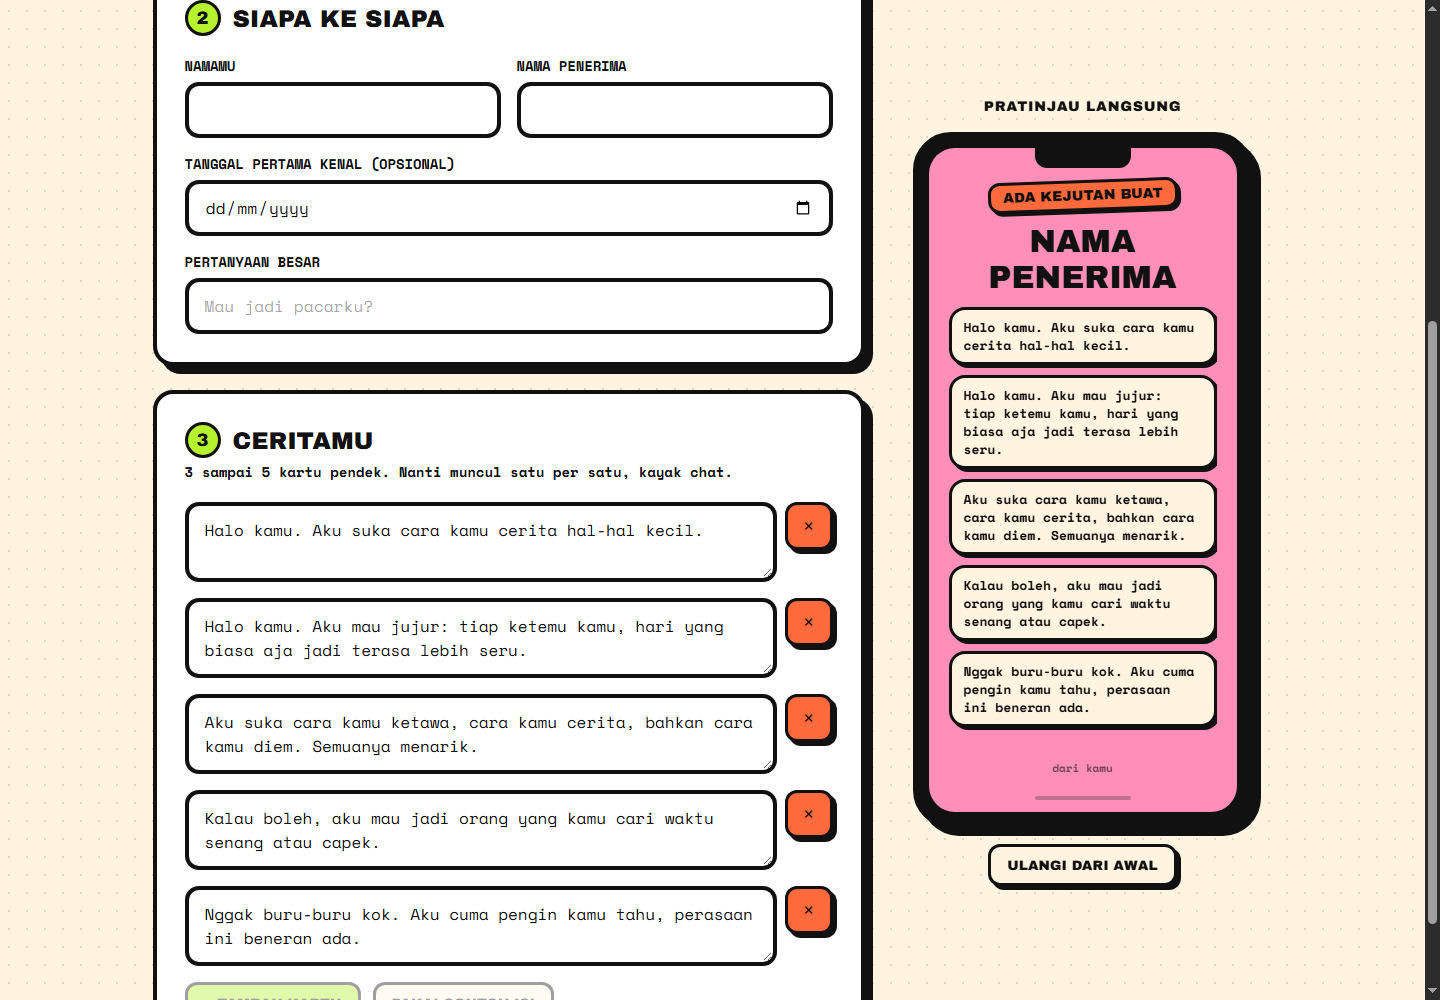 2 SIAPA KE SIAPA
NAMAMU
NAMA PENERIMA
TANGGAL PERTAMA KENAL (OPSIONAL)
dd/mm/yyyy
PERTANYAAN BESAR
Mau jadi pacarku?
3 CERITAMU
3 sampai 5 kartu pendek. Nanti muncul satu per satu, kayak chat.
Halo kamu. Aku suka cara kamu cerita hal-hal kecil.
×
Halo kamu. Aku mau jujur: tiap ketemu kamu, hari yang
biasa aja jadi terasa lebih seru.
×
Aku suka cara kamu ketawa, cara kamu cerita, bahkan cara
kamu diem. Semuanya menarik.
×
Kalau boleh, aku mau jadi orang yang kamu cari waktu
senang atau capek.
×
Nggak buru-buru kok. Aku cuma pengin kamu tahu, perasaan
ini beneran ada.
×
PRATINJAU LANGSUNG
ADA KEJUTAN BUAT
NAMA
PENERIMA
Halo kamu. Aku suka cara kamu
cerita hal-hal kecil.
Halo kamu. Aku mau jujur:
tiap ketemu kamu, hari yang
biasa aja jadi terasa lebih
seru.
Aku suka cara kamu ketawa,
cara kamu cerita, bahkan cara
kamu diem. Semuanya menarik.
Kalau boleh, aku mau jadi
orang yang kamu cari waktu
senang atau capek.
Nggak buru-buru kok. Aku cuma
pengin kamu tahu, perasaan
ini beneran ada.
dari kamu
ULANGI DARI AWAL